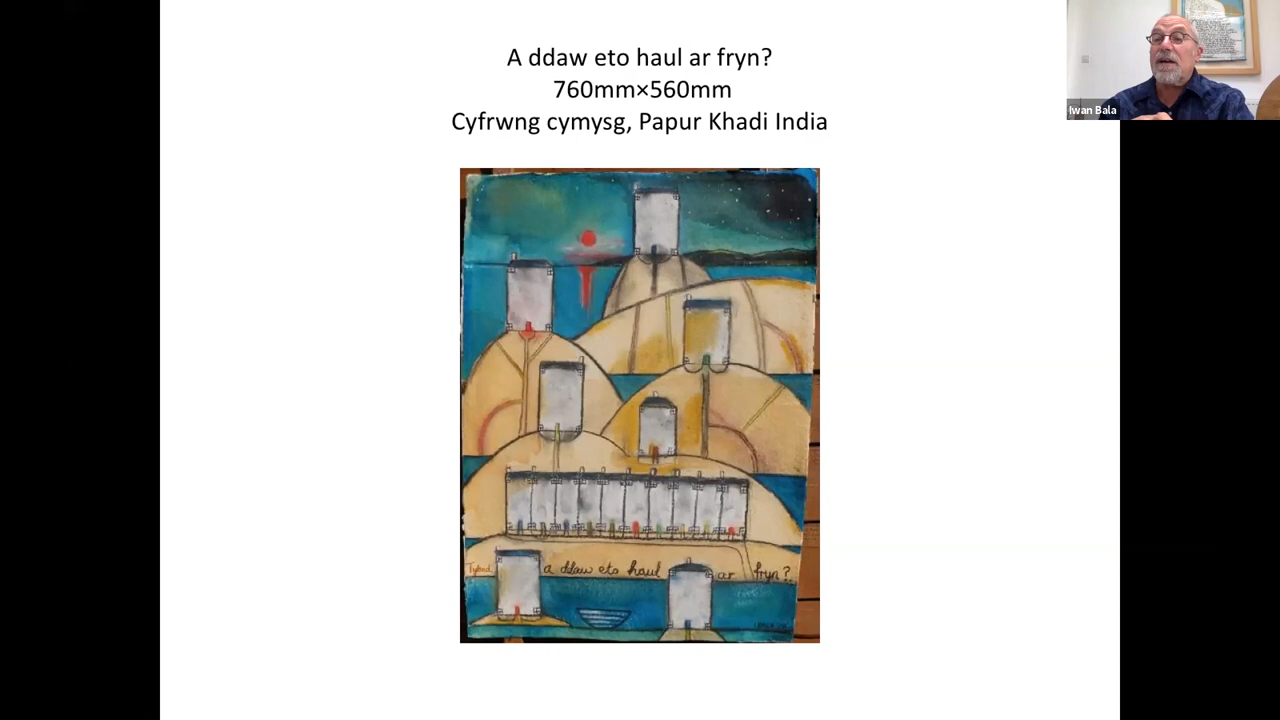 A ddaw eto haul ar fryn?
760mm×560mm
Cyfrwng cymysg, Papur Khadi India
Iwan Bala
Tybed a ddaw eto haul ar fryn?